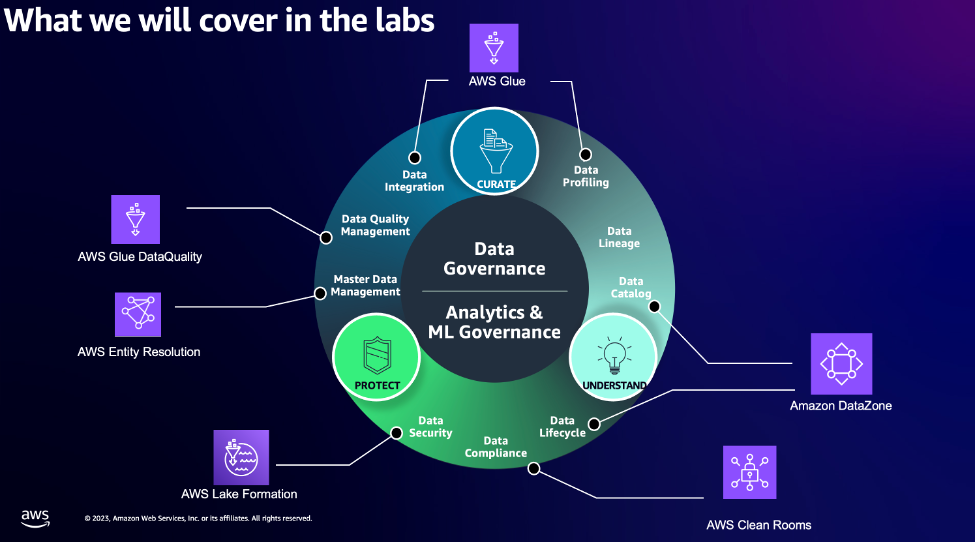 What we will cover in the labs
AWS Glue
CURATE
Data
Integration
Data
Profiling
Data Quality
Management
Data
Lineage
AWS Glue DataQuality
Data
Governance
Master Data
Management
Data
Catalog
Analytics &
ML Governance
AWS Entity Resolution
PROTECT
UNDERSTAND
Amazon DataZone
Data
Security
Data
Lifecycle
Data
Compliance
AWS Lake Formation
AWS Clean Rooms
aws
© 2023, Amazon Web Services, Inc. or its affiliates. All rights reserved.